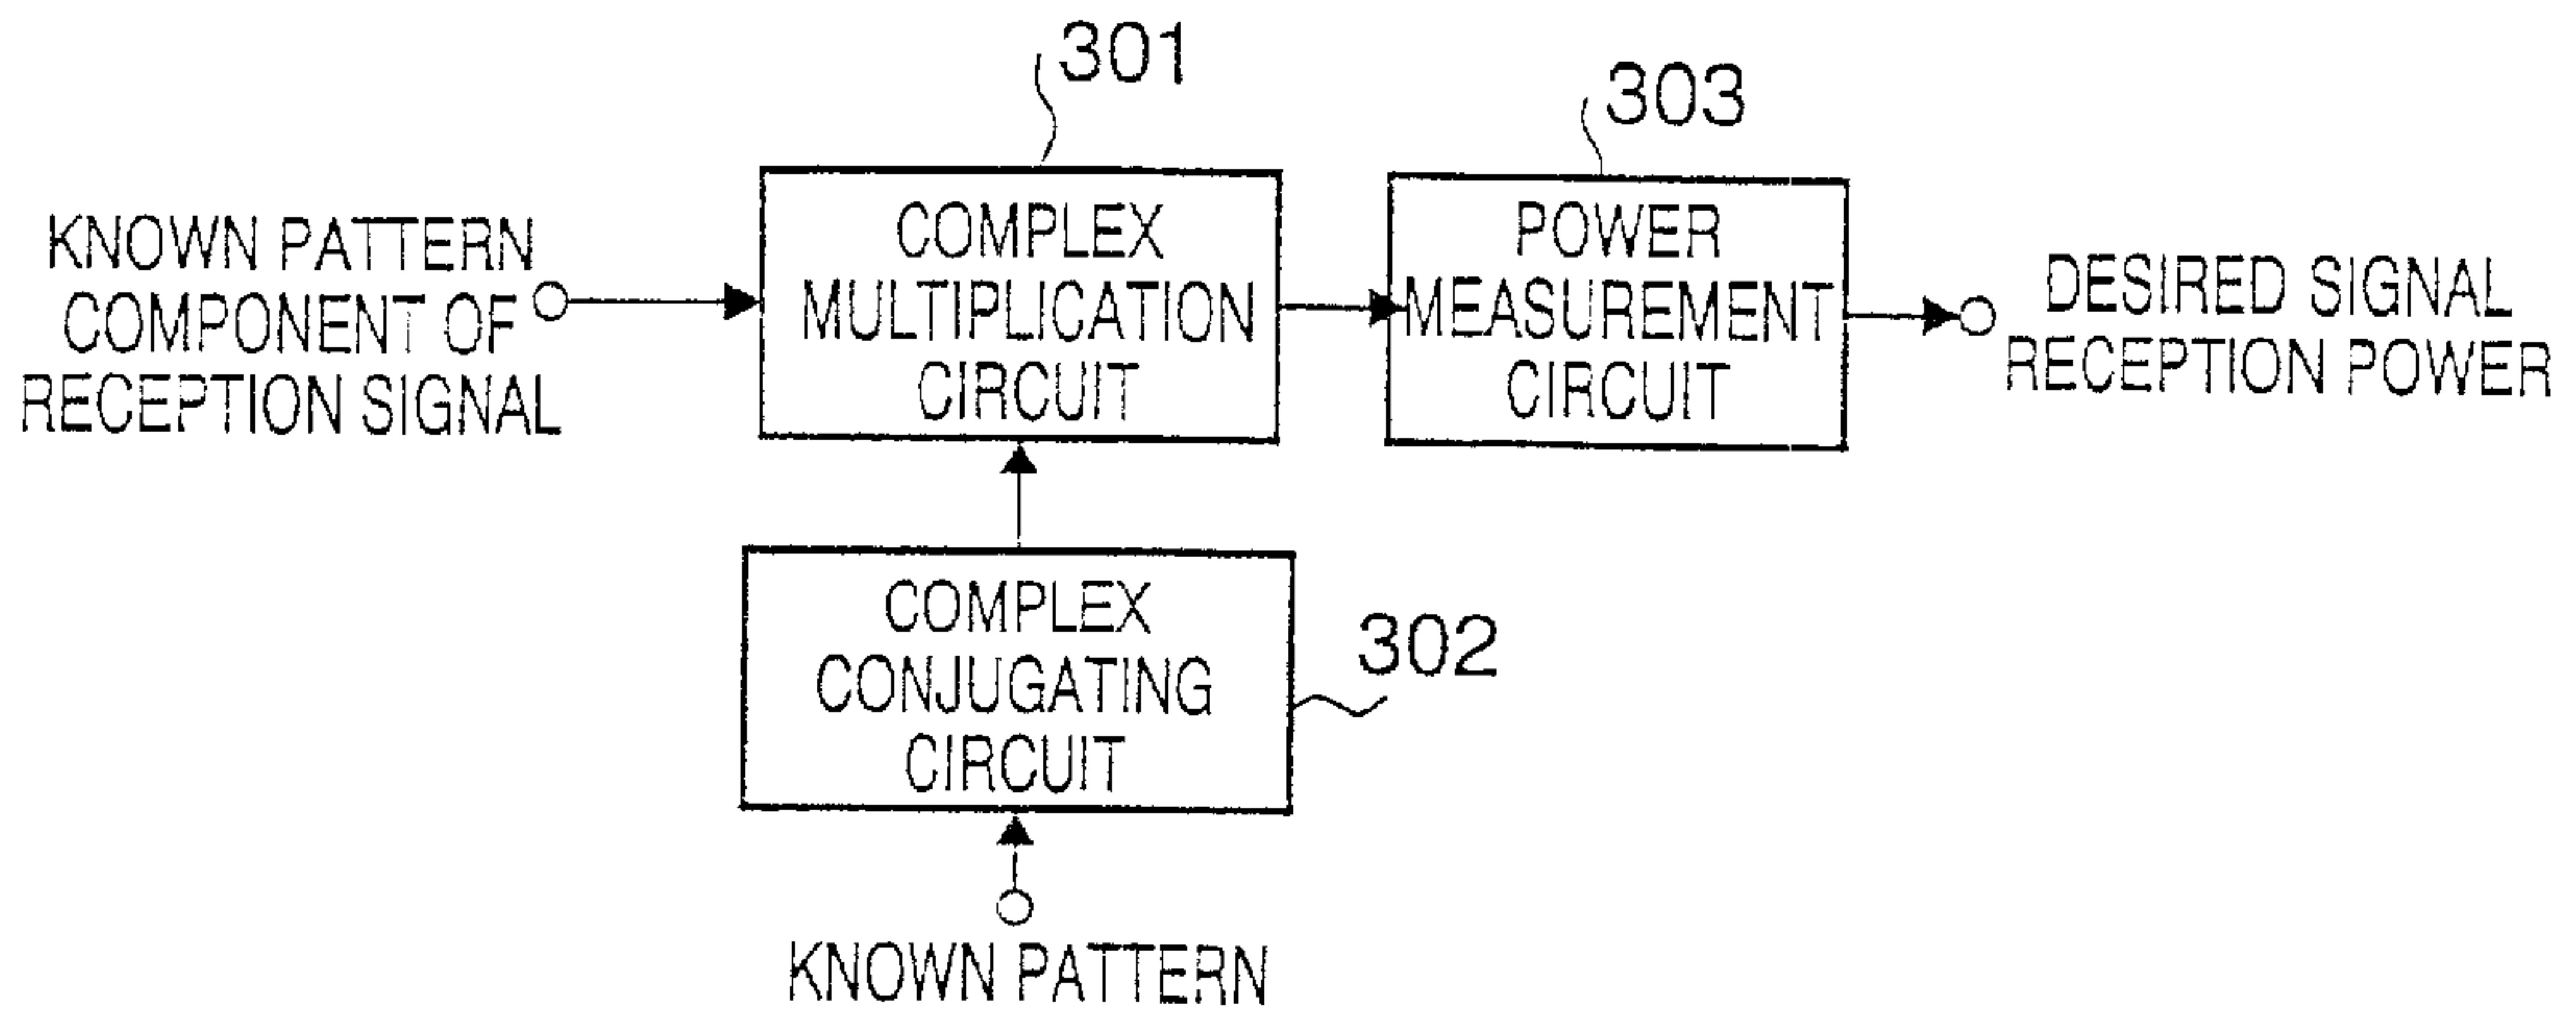 301
303
KNOWN PATTERN
COMPONENT OF
RECEPTION SIGNAL
COMPLEX
MULTIPLICATION
CIRCUIT
POWER
MEASUREMENT
CIRCUIT
DESIRED SIGNAL
RECEPTION POWER
COMPLEX
CONJUGATING
CIRCUIT
302
KNOWN PATTERN